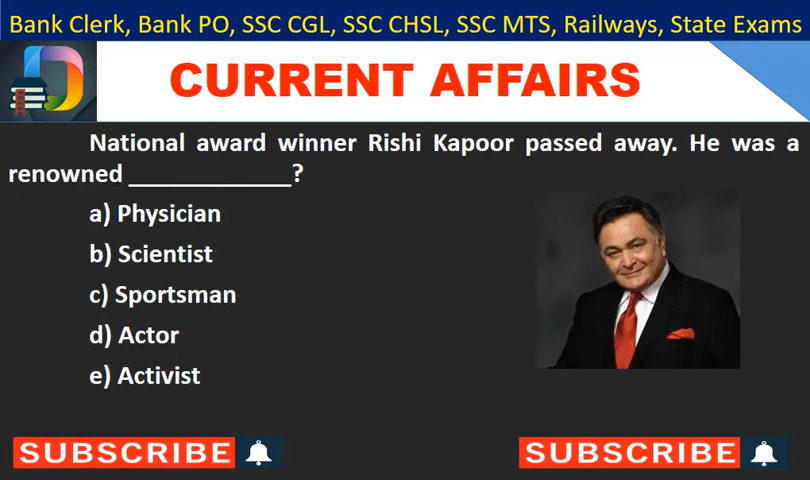 Bank Clerk, Bank PO, SSC CGL, SSC CHSL, SSC MTS, Railways, State Exams
CURRENT AFFAIRS
National award winner Rishi Kapoor passed away. He was a
renowned ____________?
a) Physician
b) Scientist
c) Sportsman
d) Actor
e) Activist
SUBSCRIBE
SUBSCRIBE